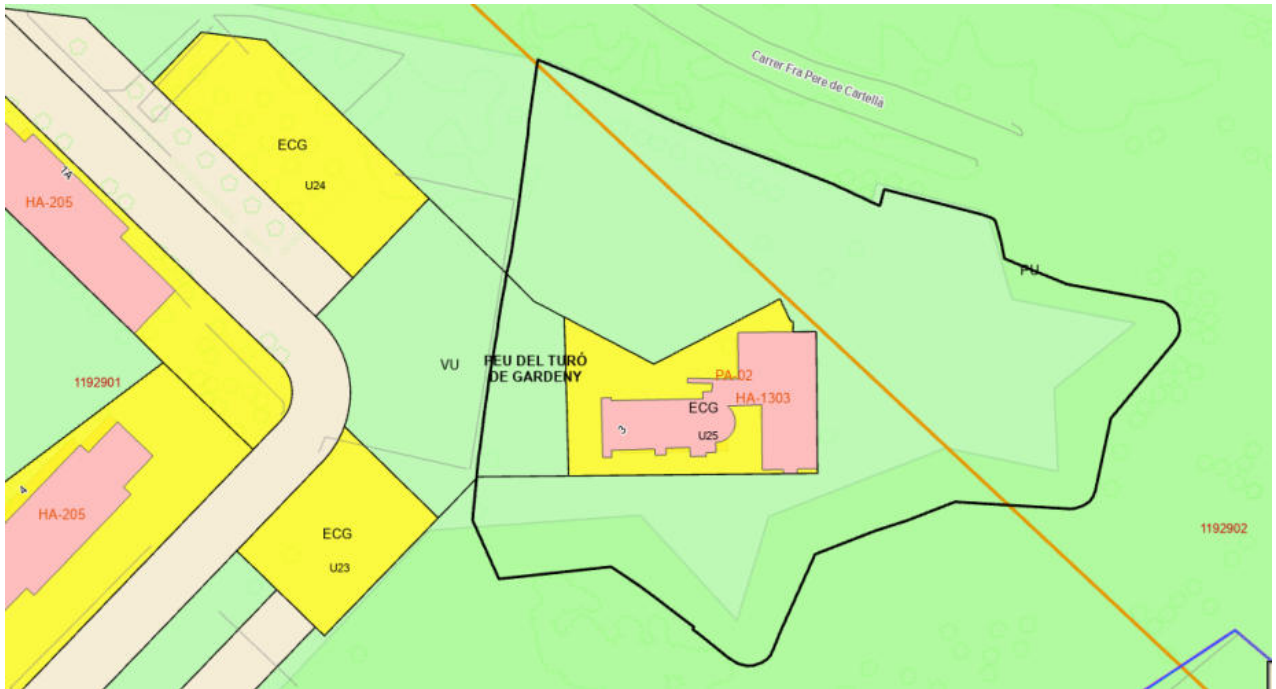 Carrer Fra Pere de Cartellà
ECG
U24
1A
HA-205
PU
VU
PEU DEL TURÓ
DE GARDENY
1192901
PA-02
HA-1303
ECG
3
U25
4
HA-205
ECG
U23
1192902